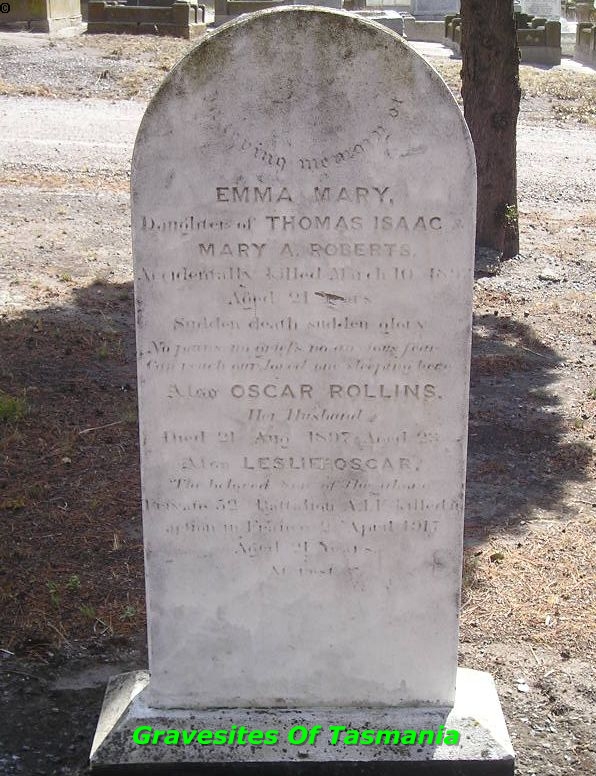 ©
loving memory of
EMMA MARY,
Daughter of THOMAS ISAAC &
MARY A. ROBERTS.
Accidentally killed March 10
Aged 21 Years
Sudden death sudden glory
No pains no griefs no anxious fear
Can reach our loved one sleeping here
Also OSCAR ROLLINS.
Her Husband
Died 21 Aug 1897 Aged 23
Also LESLIE OSCAR,
The beloved Son of the above
Private 52 Battalion A.I.F. killed in
action in France 2 April 1917
Aged 21 Years
At rest
Gravesites Of Tasmania